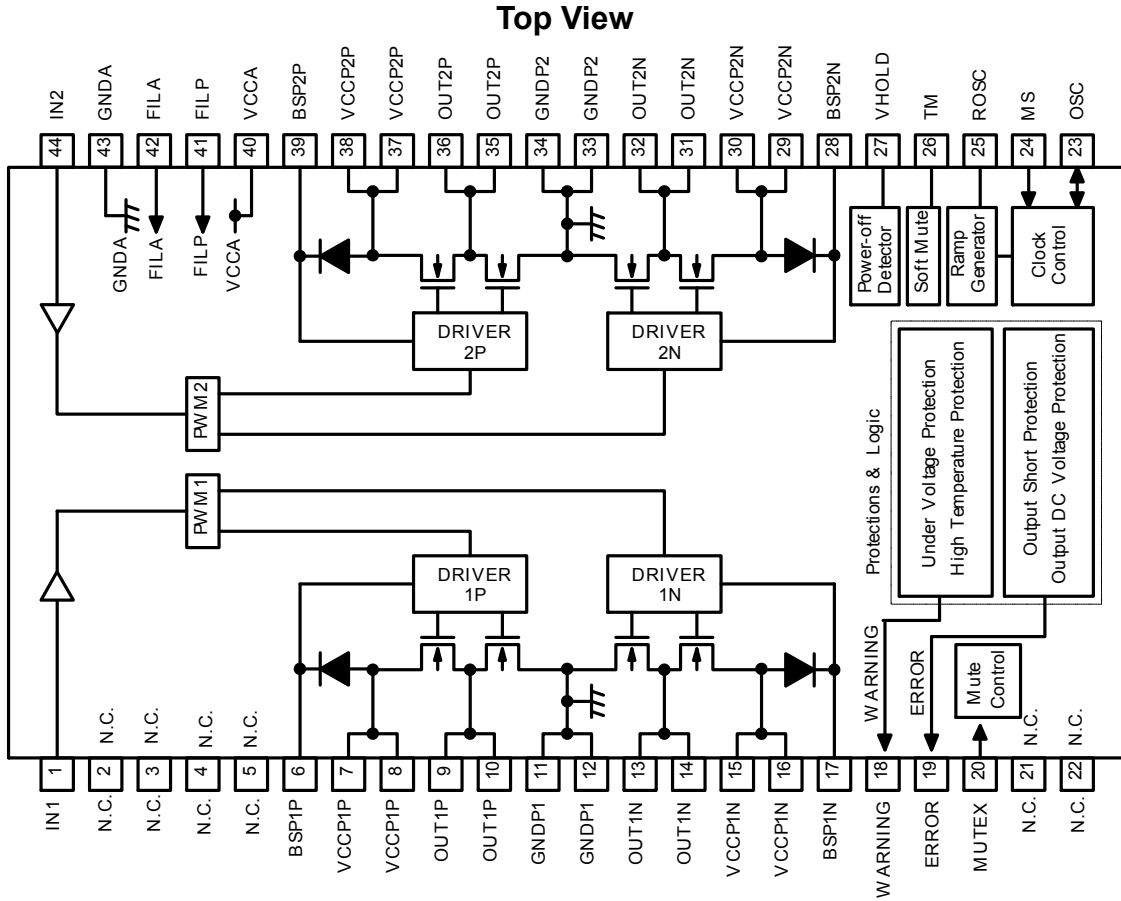 Top View
IN2
GNDA
FILA
FILP
VCCA
BSP2P
VCCP2P
VCCP2P
OUT2P
OUT2P
GNDP2
GNDP2
OUT2N
OUT2N
VCCP2N
VCCP2N
BSP2N
VHOLD
TM
ROSC
MS
OSC
44
43
42
41
40
39
38
37
36
35
34
33
32
31
30
29
28
27
26
25
24
23
GNDA
FILA
FILP
VCCA
Power-off
Detector
Soft Mute
Ramp
Generator
Clock
Control
DRIVER
2P
DRIVER
2N
PWM2
PWM1
DRIVER
1P
DRIVER
1N
Protections & Logic
Under Voltage Protection
High Temperature Protection
Output Short Protection
Output DC Voltage Protection
WARNING
ERROR
Mute
Control
N.C.
N.C.
N.C.
N.C.
N.C.
N.C.
1
2
3
4
5
6
7
8
9
10
11
12
13
14
15
16
17
18
19
20
21
22
IN1
N.C.
N.C.
N.C.
N.C.
BSP1P
VCCP1P
VCCP1P
OUT1P
OUT1P
GNDP1
GNDP1
OUT1N
OUT1N
VCCP1N
VCCP1N
BSP1N
WARNING
ERROR
MUTEX
N.C.
N.C.